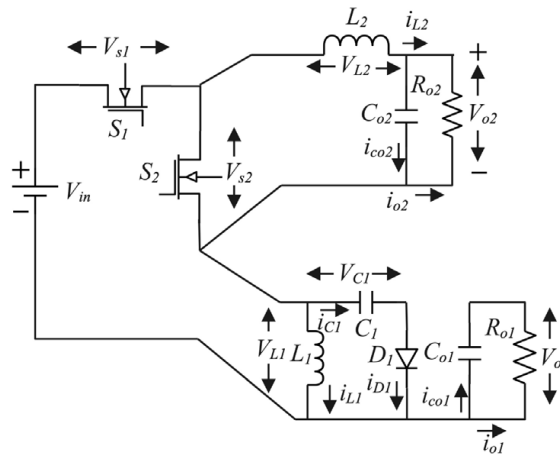 L2
iL2
Vs1
VL2
+
Ro2
Co2
Vo2
S1
S2
Vs2
ico2
−
+
Vin
−
io2
VC1
iC1
C1
VL1
L1
D1
Co1
Ro1
Vo
iL1
iD1
ico1
io1